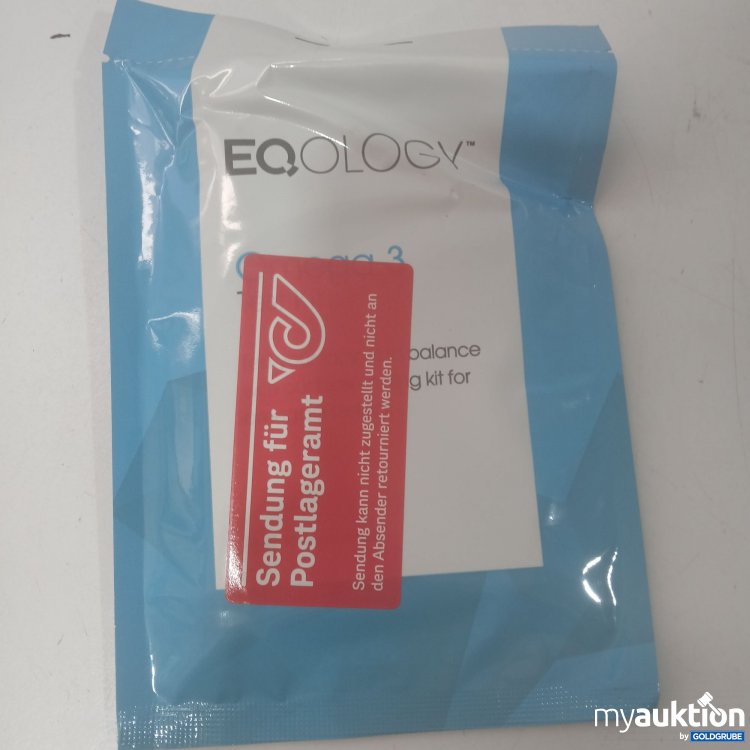 EQOLOGY™
3
balance
kit for
Sendung für
Postlageramt
Sendung kann nicht zugestellt und nicht an
den Absender retourniert werden.
myauktion
by GOLDGRUBE